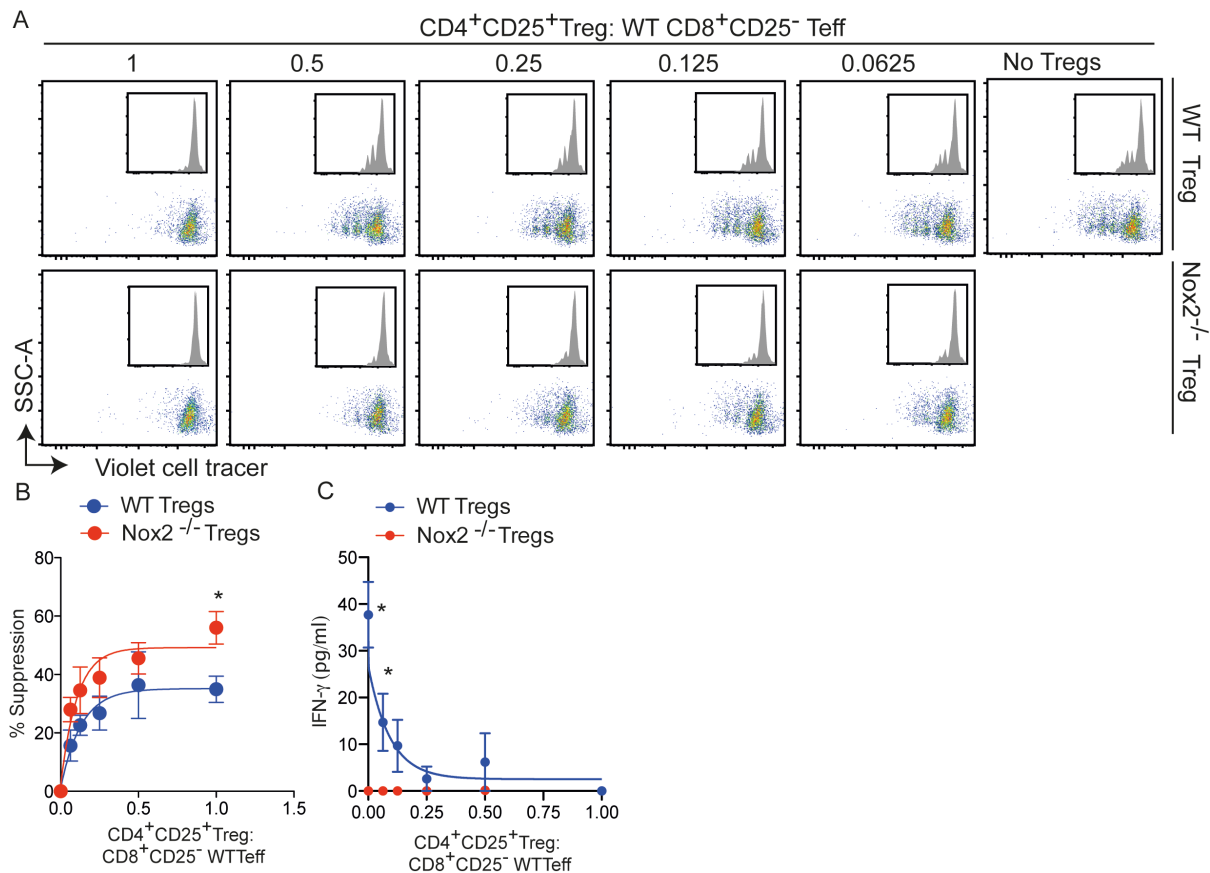 A
CD4+CD25+Treg: WT CD8+CD25- Teff
1 0.5 0.25 0.125 0.0625 No Tregs
WT Treg
Nox2-/- Treg
SSC-A
Violet cell tracer
B
WT Tregs
Nox2 -/- Tregs
80
60
40
20
0
% Suppression
*
0.0 0.5 1.0 1.5
CD4+CD25+Treg:
CD8+CD25- WTTeff
C
WT Tregs
Nox2 -/- Tregs
50
40
30
20
10
0
IFN-γ (pg/ml)
*
*
0.00 0.25 0.50 0.75 1.00
CD4+CD25+Treg:
CD8+CD25- WTTeff